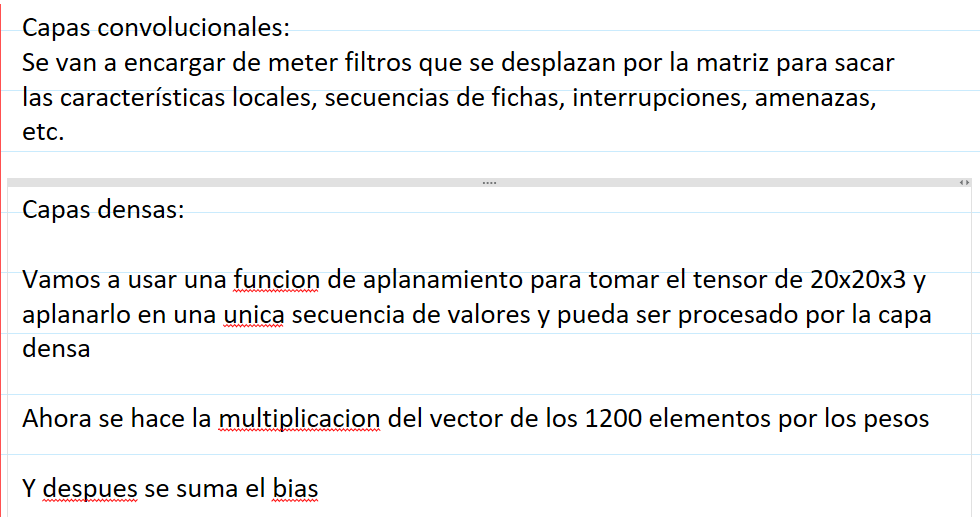 Capas convolucionales:
Se van a encargar de meter filtros que se desplazan por la matriz para sacar
las características locales, secuencias de fichas, interrupciones, amenazas,
etc.
Capas densas:
Vamos a usar una funcion de aplanamiento para tomar el tensor de 20x20x3 y
aplanarlo en una unica secuencia de valores y pueda ser procesado por la capa
densa
Ahora se hace la multiplicacion del vector de los 1200 elementos por los pesos
Y despues se suma el bias